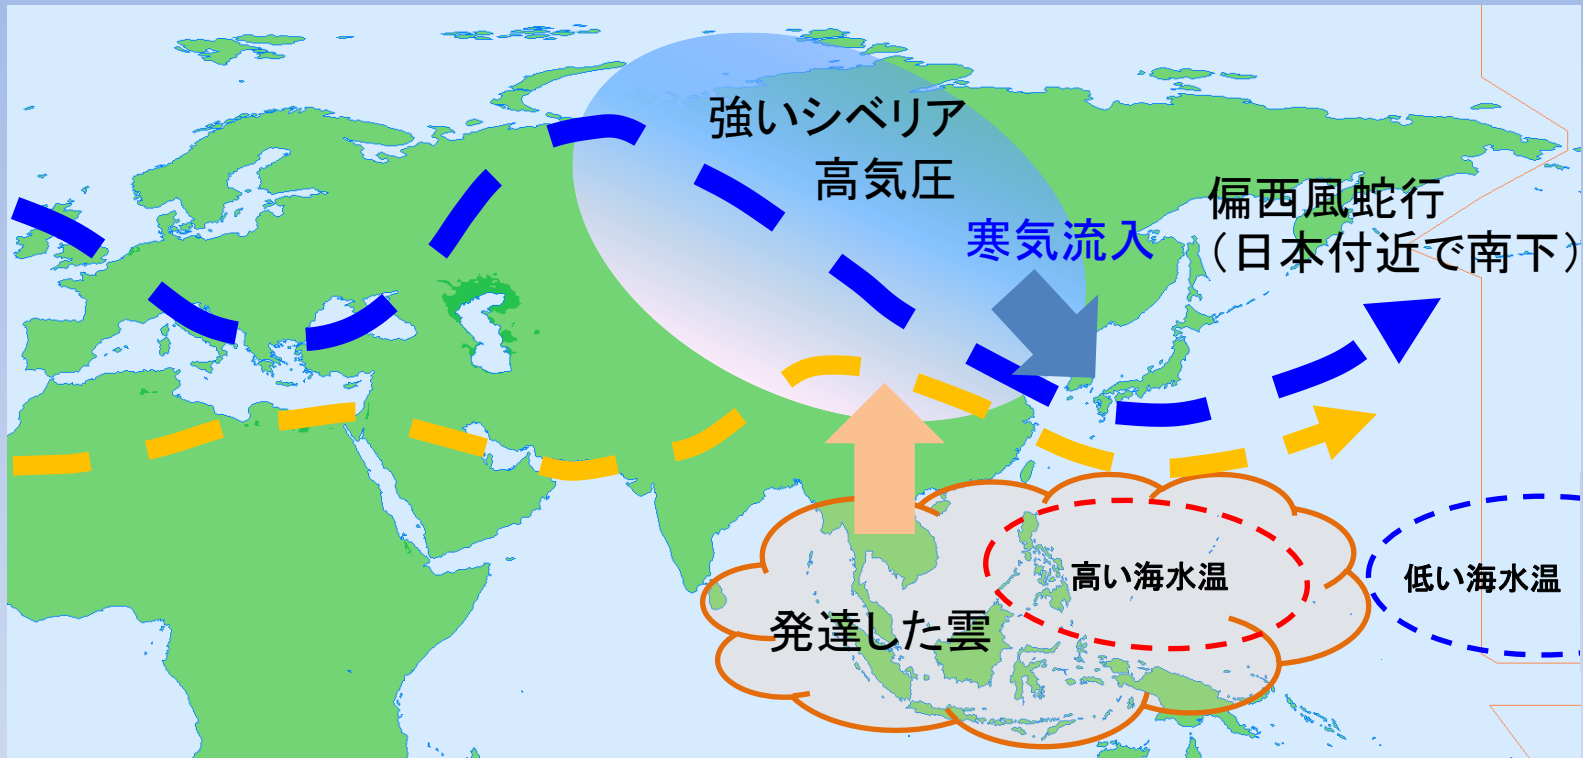 強いシベリア
高気圧
偏西風蛇行
（日本付近で南下）
寒気流入
高い海水温
低い海水温
発達した雲